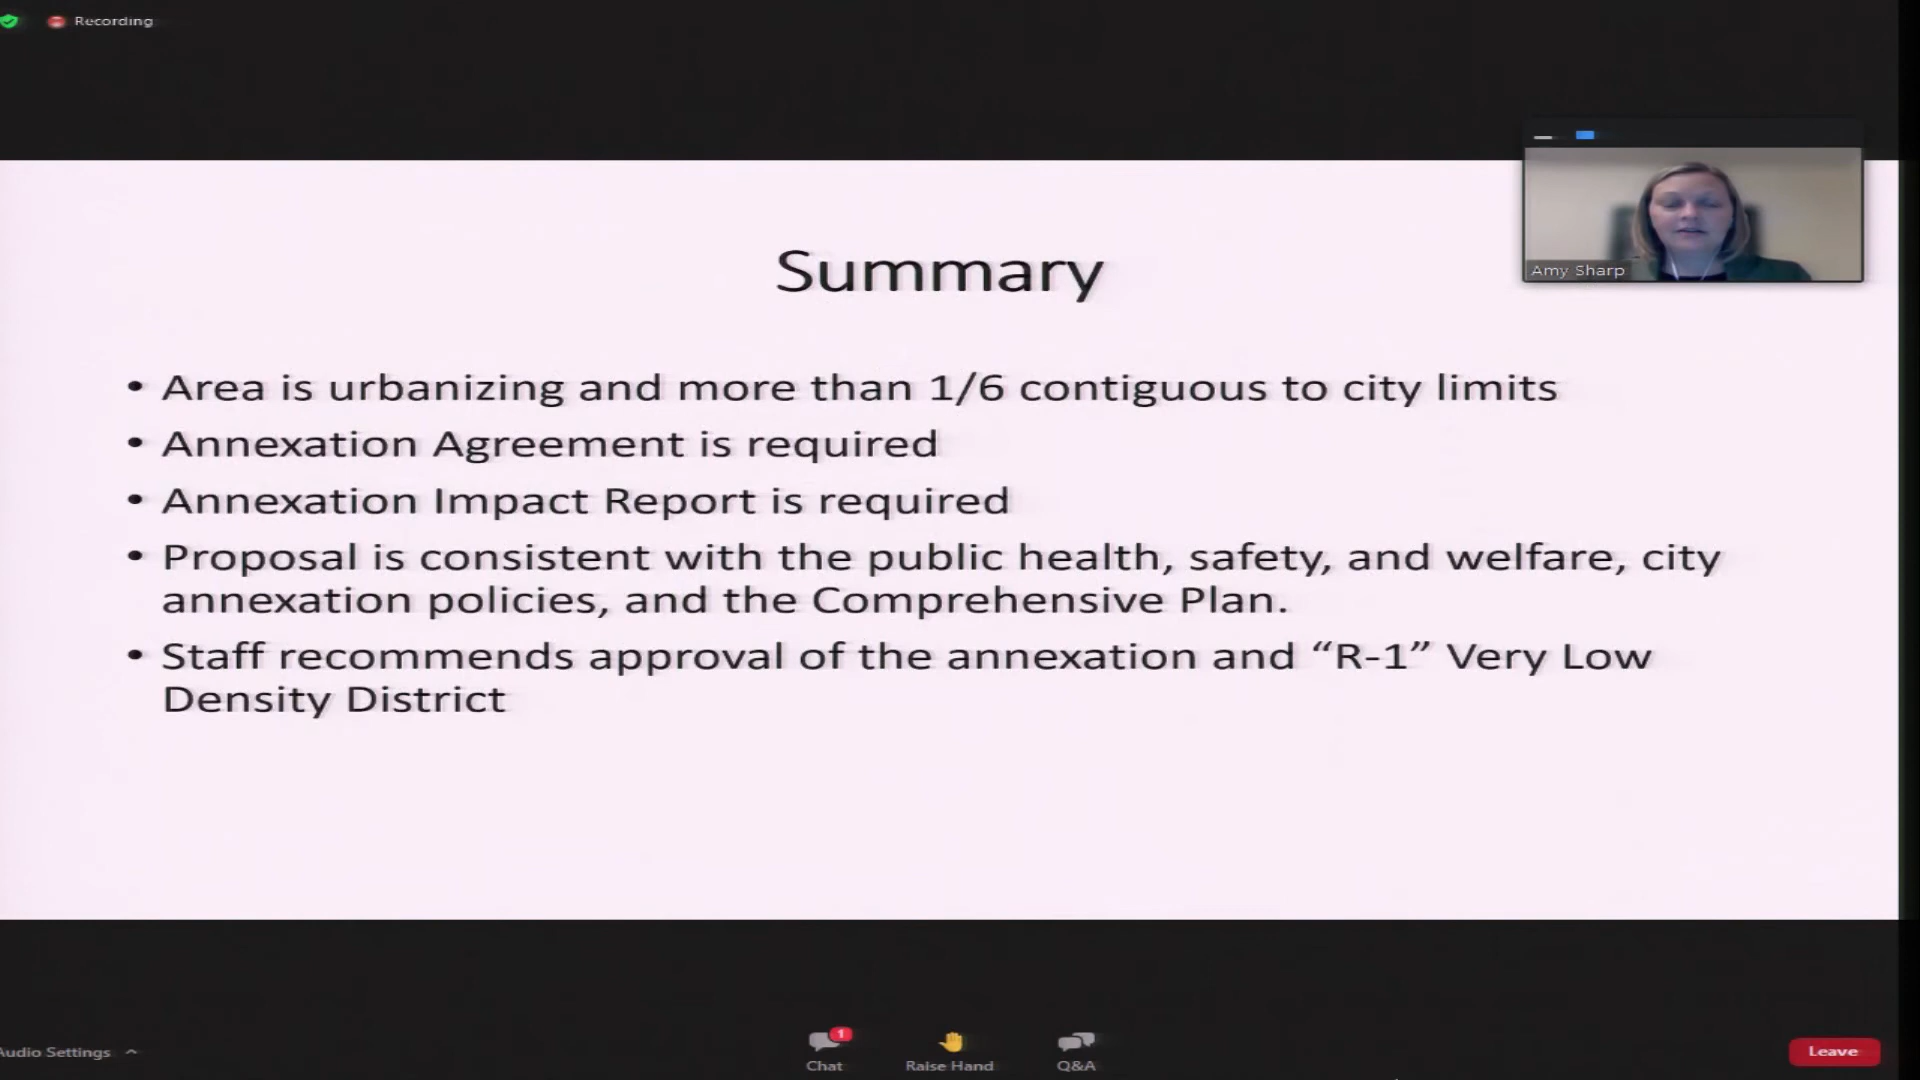 Recording
Amy Sharp
Summary
• Area is urbanizing and more than 1/6 contiguous to city limits
• Annexation Agreement is required
• Annexation Impact Report is required
• Proposal is consistent with the public health, safety, and welfare, city
annexation policies, and the Comprehensive Plan.
• Staff recommends approval of the annexation and “R-1” Very Low
Density District
Audio Settings
1
Chat
Raise Hand
Q&A
Leave